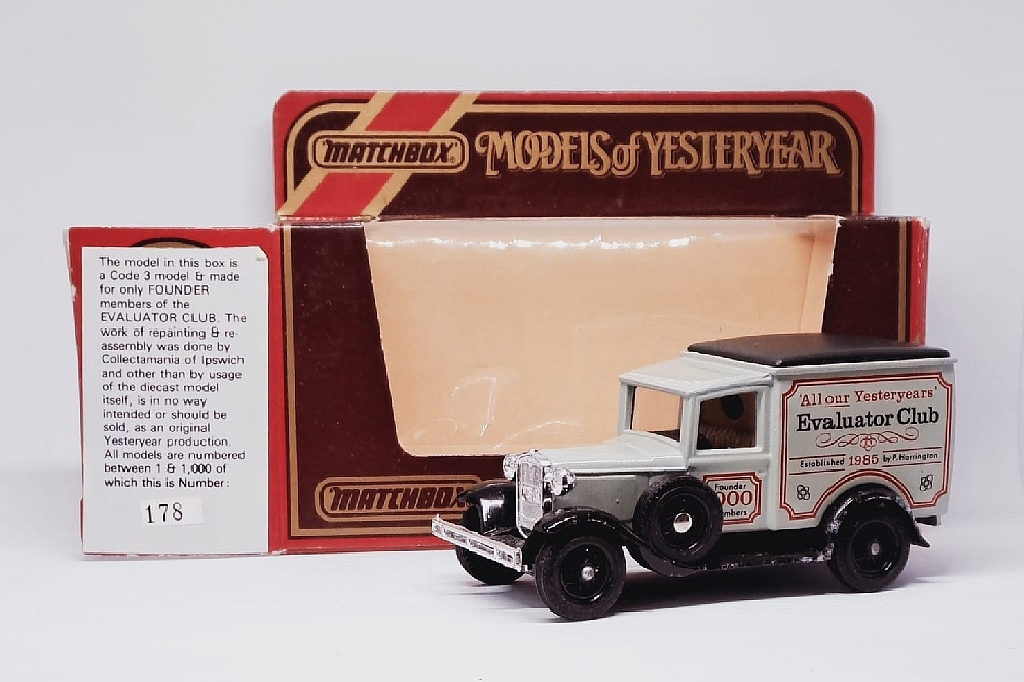 MATCHBOX
MODELS of YESTERYEAR
The model in this box is
a Code 3 model & made
for only FOUNDER
members of the
EVALUATOR CLUB. The
work of repainting & re-
assembly was done by
Collectamania of Ipswich
and other than by usage
of the diecast model
itself, is in no way
intended or should be
sold, as an original
Yesteryear production.
All models are numbered
between 1 & 1,000 of
which this is Number:
178
MATCHBOX
'All our Yesteryears'
Evaluator Club
Established 1985 by P. Harrington
Founder